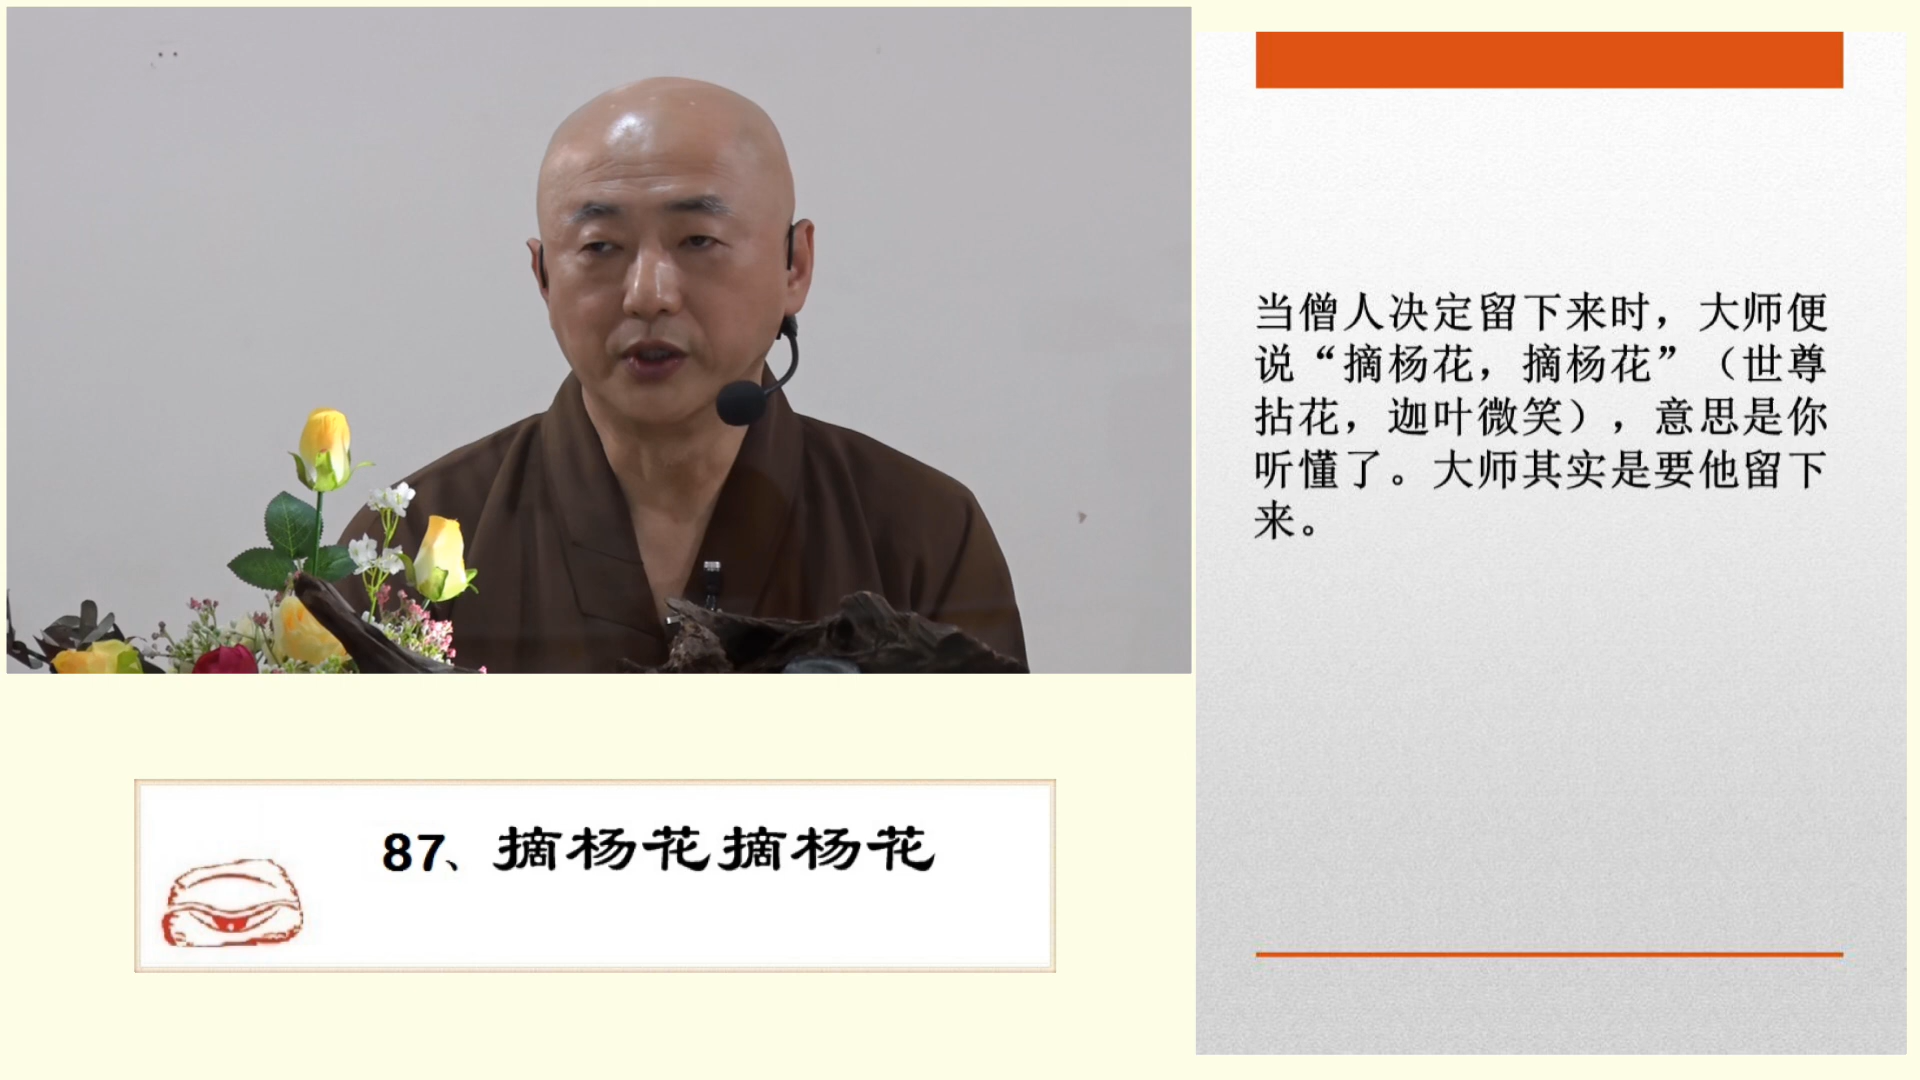 当僧人决定留下来时，大师便
说“摘杨花，摘杨花”（世尊
拈花，迦叶微笑），意思是你
听懂了。大师其实是要他留下
来。
87、摘杨花摘杨花